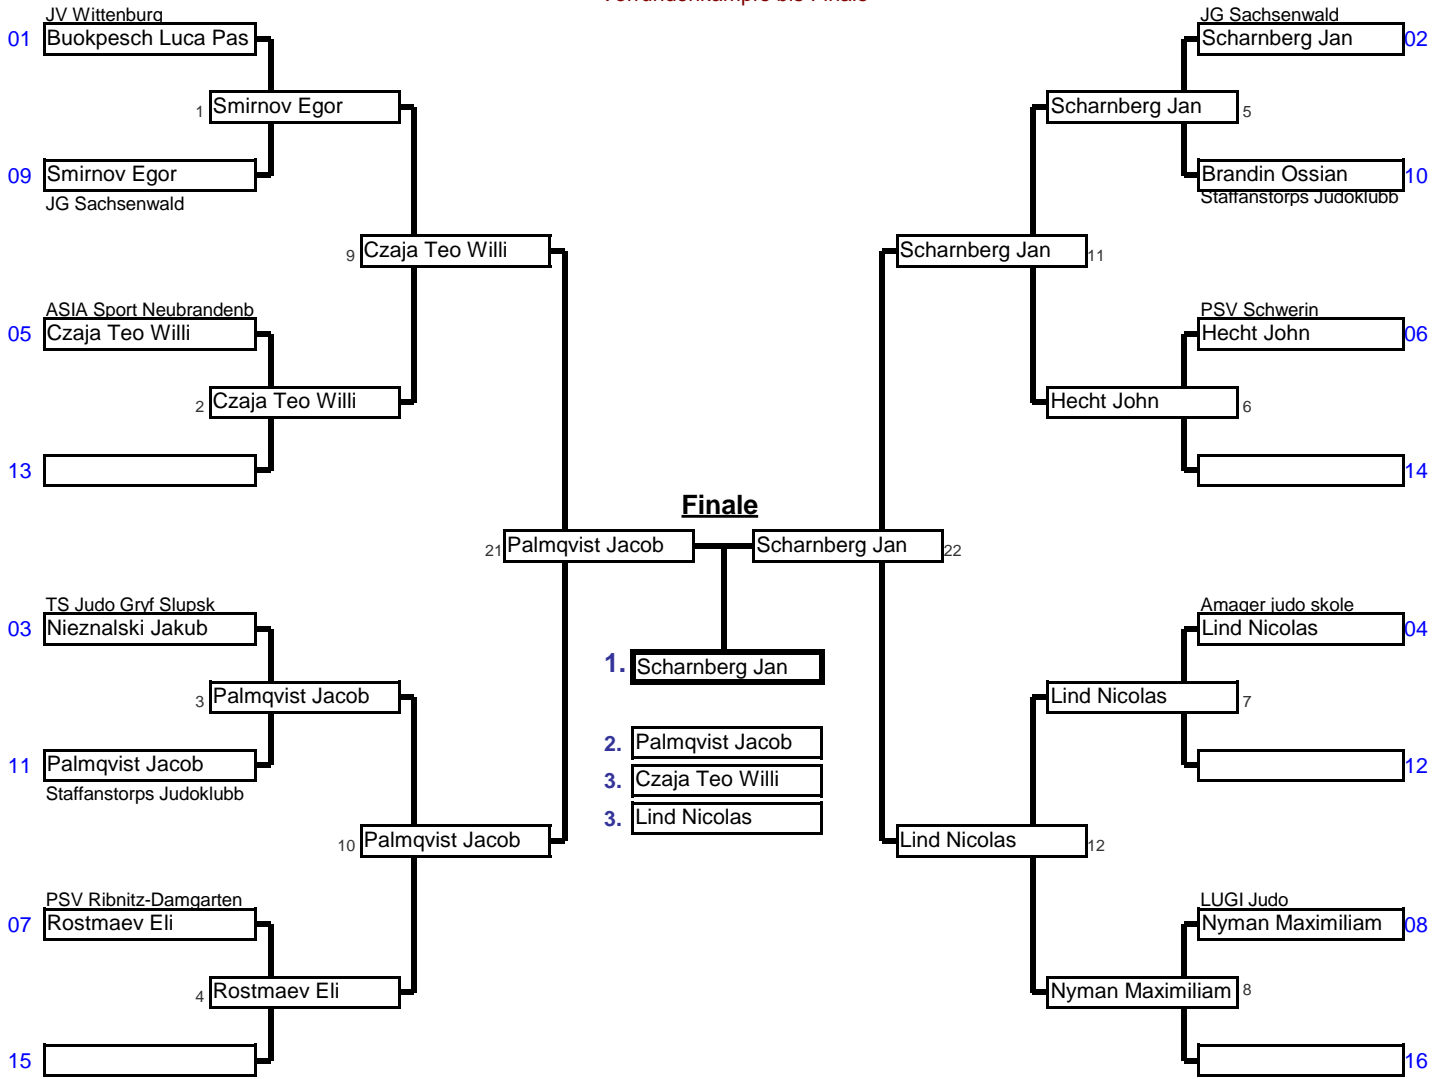 Vorrundenkämpfe bis Finale
JV Wittenburg
01 Buokpesch Luca Pas
1 Smirnov Egor
09 Smirnov Egor
JG Sachsenwald
9 Czaja Teo Willi
ASIA Sport Neubrandenb
05 Czaja Teo Willi
2 Czaja Teo Willi
13
21 Palmqvist Jacob
TS Judo Gryf Slupsk
03 Nieznalski Jakub
3 Palmqvist Jacob
11 Palmqvist Jacob
Staffanstorps Judoklubb
10 Palmqvist Jacob
PSV Ribnitz-Damgarten
07 Rostmaev Eli
4 Rostmaev Eli
15
Finale
1. Scharnberg Jan
2. Palmqvist Jacob
3. Czaja Teo Willi
3. Lind Nicolas
JG Sachsenwald
Scharnberg Jan 02
Scharnberg Jan 5
Brandin Ossian 10
Staffanstorps Judoklubb
Scharnberg Jan 11
PSV Schwerin
Hecht John 06
Hecht John 6
14
Scharnberg Jan 22
Amager judo skole
Lind Nicolas 04
Lind Nicolas 7
12
Lind Nicolas 12
LUGI Judo
Nyman Maximiliam 08
Nyman Maximiliam 8
16